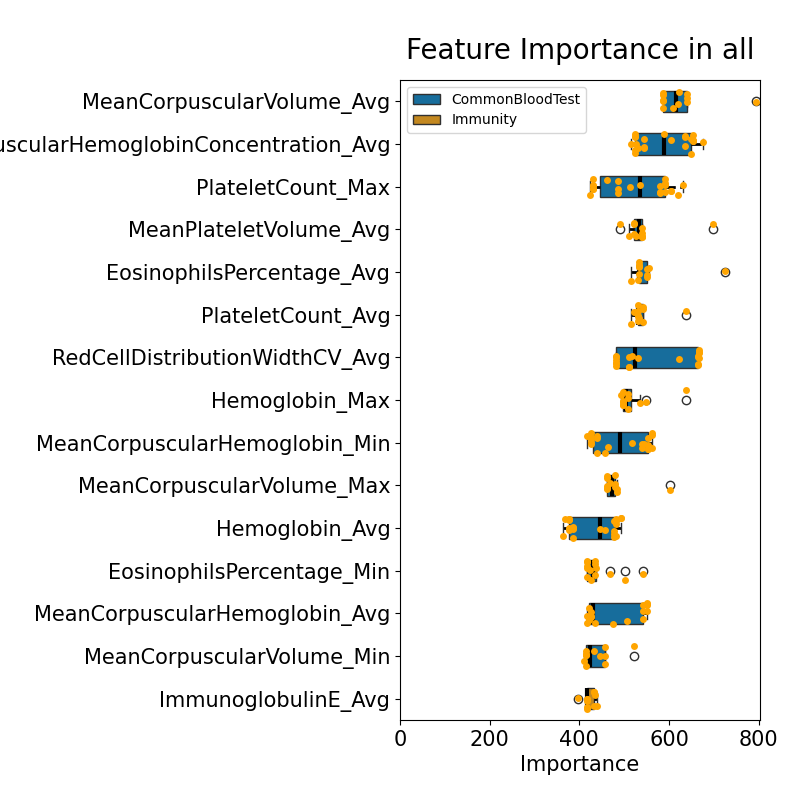 Feature Importance in all
CommonBloodTest
Immunity
MeanCorpuscularVolume_Avg
uscularHemoglobinConcentration_Avg
PlateletCount_Max
MeanPlateletVolume_Avg
EosinophilsPercentage_Avg
PlateletCount_Avg
RedCellDistributionWidthCV_Avg
Hemoglobin_Max
MeanCorpuscularHemoglobin_Min
MeanCorpuscularVolume_Max
Hemoglobin_Avg
EosinophilsPercentage_Min
MeanCorpuscularHemoglobin_Avg
MeanCorpuscularVolume_Min
ImmunoglobulinE_Avg
0 200 400 600 800
Importance